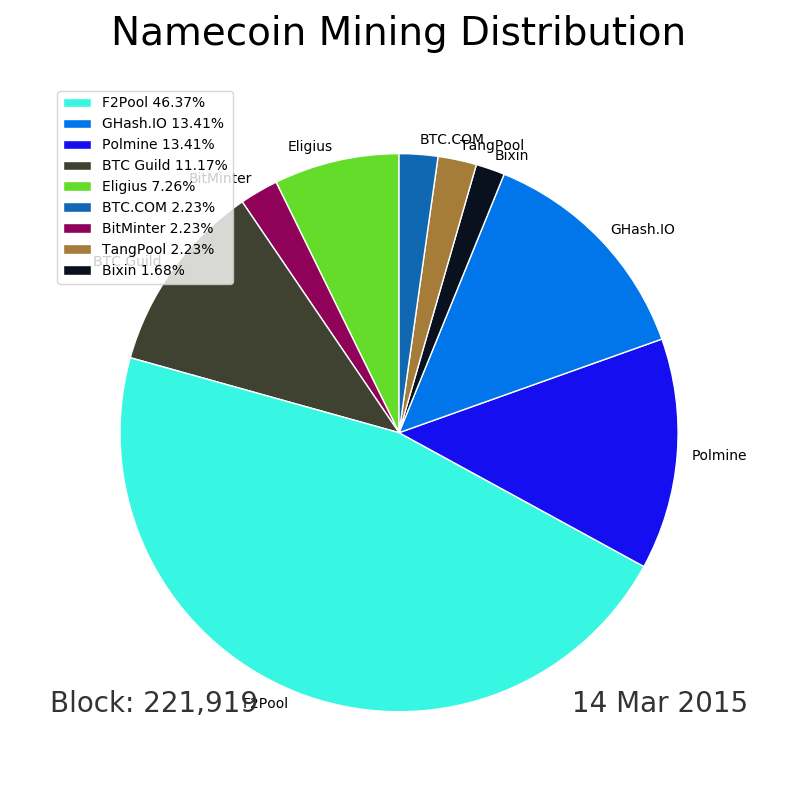 Namecoin Mining Distribution
F2Pool 46.37%
GHash.IO 13.41%
Polmine 13.41%
BTC Guild 11.17%
Eligius 7.26%
BTC.COM 2.23%
BitMinter 2.23%
TangPool 2.23%
Bixin 1.68%
BTC.COM
TangPool
Bixin
Eligius
BitMinter
GHash.IO
BTC Guild
Polmine
F2Pool
Block: 221,919
14 Mar 2015